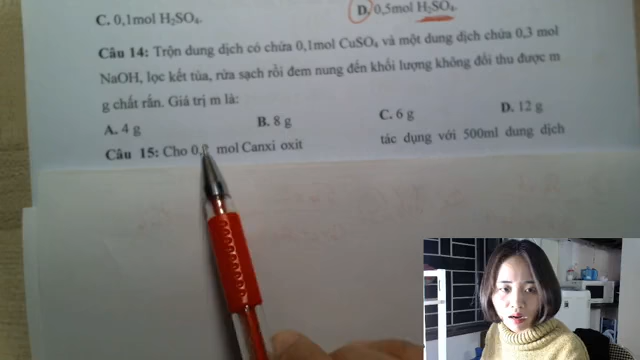 C. 0,1mol H₂SO₄.
D. 0,5mol H₂SO₄.
Câu 14: Trộn dung dịch có chứa 0,1mol CuSO₄ và một dung dịch chứa 0,3 mol
NaOH, lọc kết tủa, rửa sạch rồi đem nung đến khối lượng không đổi thu được m
g chất rắn. Giá trị m là:
A. 4 g
B. 8 g
C. 6 g
D. 12 g
Câu 15: Cho mol Canxi oxit tác dụng với 500ml dung dịch